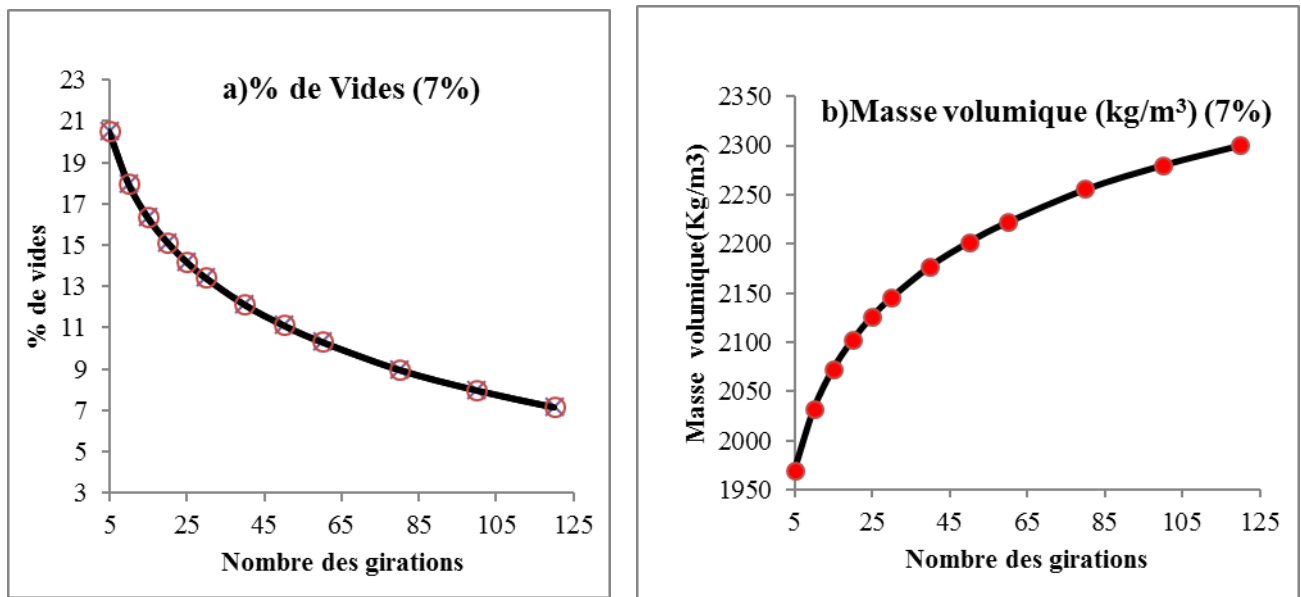 a)% de Vides (7%)
% de vides
23
21
19
17
15
13
11
9
7
5
3
5 25 45 65 85 105 125
Nombre des girations
b)Masse volumique (kg/m³) (7%)
Masse volumique(Kg/m3)
2350
2300
2250
2200
2150
2100
2050
2000
1950
5 25 45 65 85 105 125
Nombre des girations